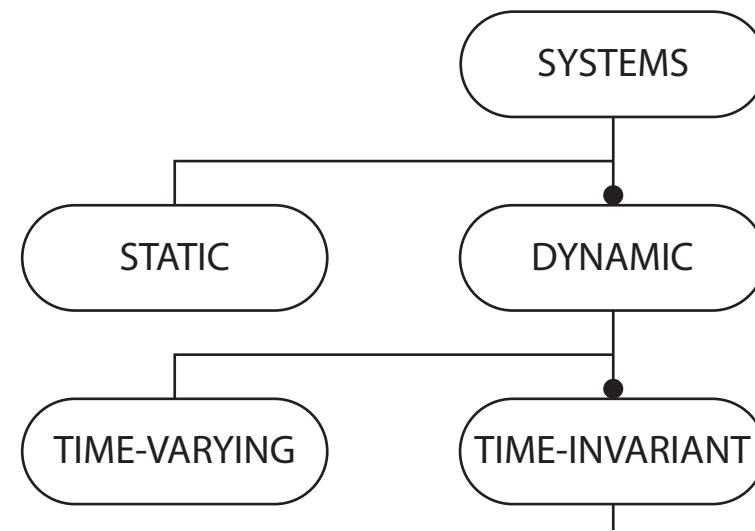 SYSTEMS
STATIC
DYNAMIC
TIME-VARYING
TIME-INVARIANT